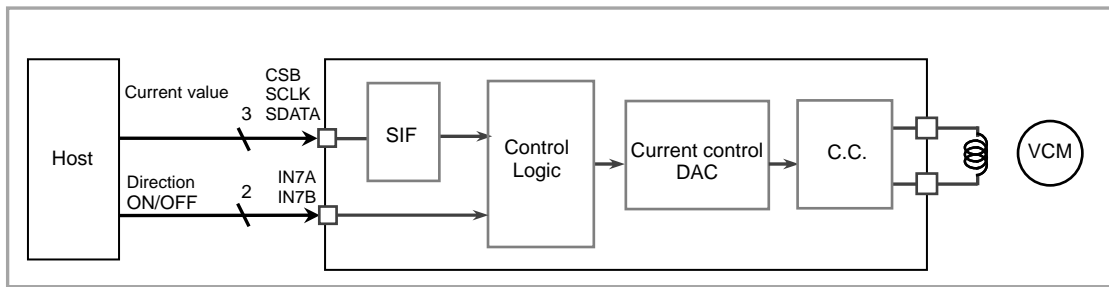 Host
Current value
3
CSB
SCLK
SDATA
Direction
ON/OFF
2
IN7A
IN7B
SIF
Control
Logic
Current control
DAC
C.C.
VCM